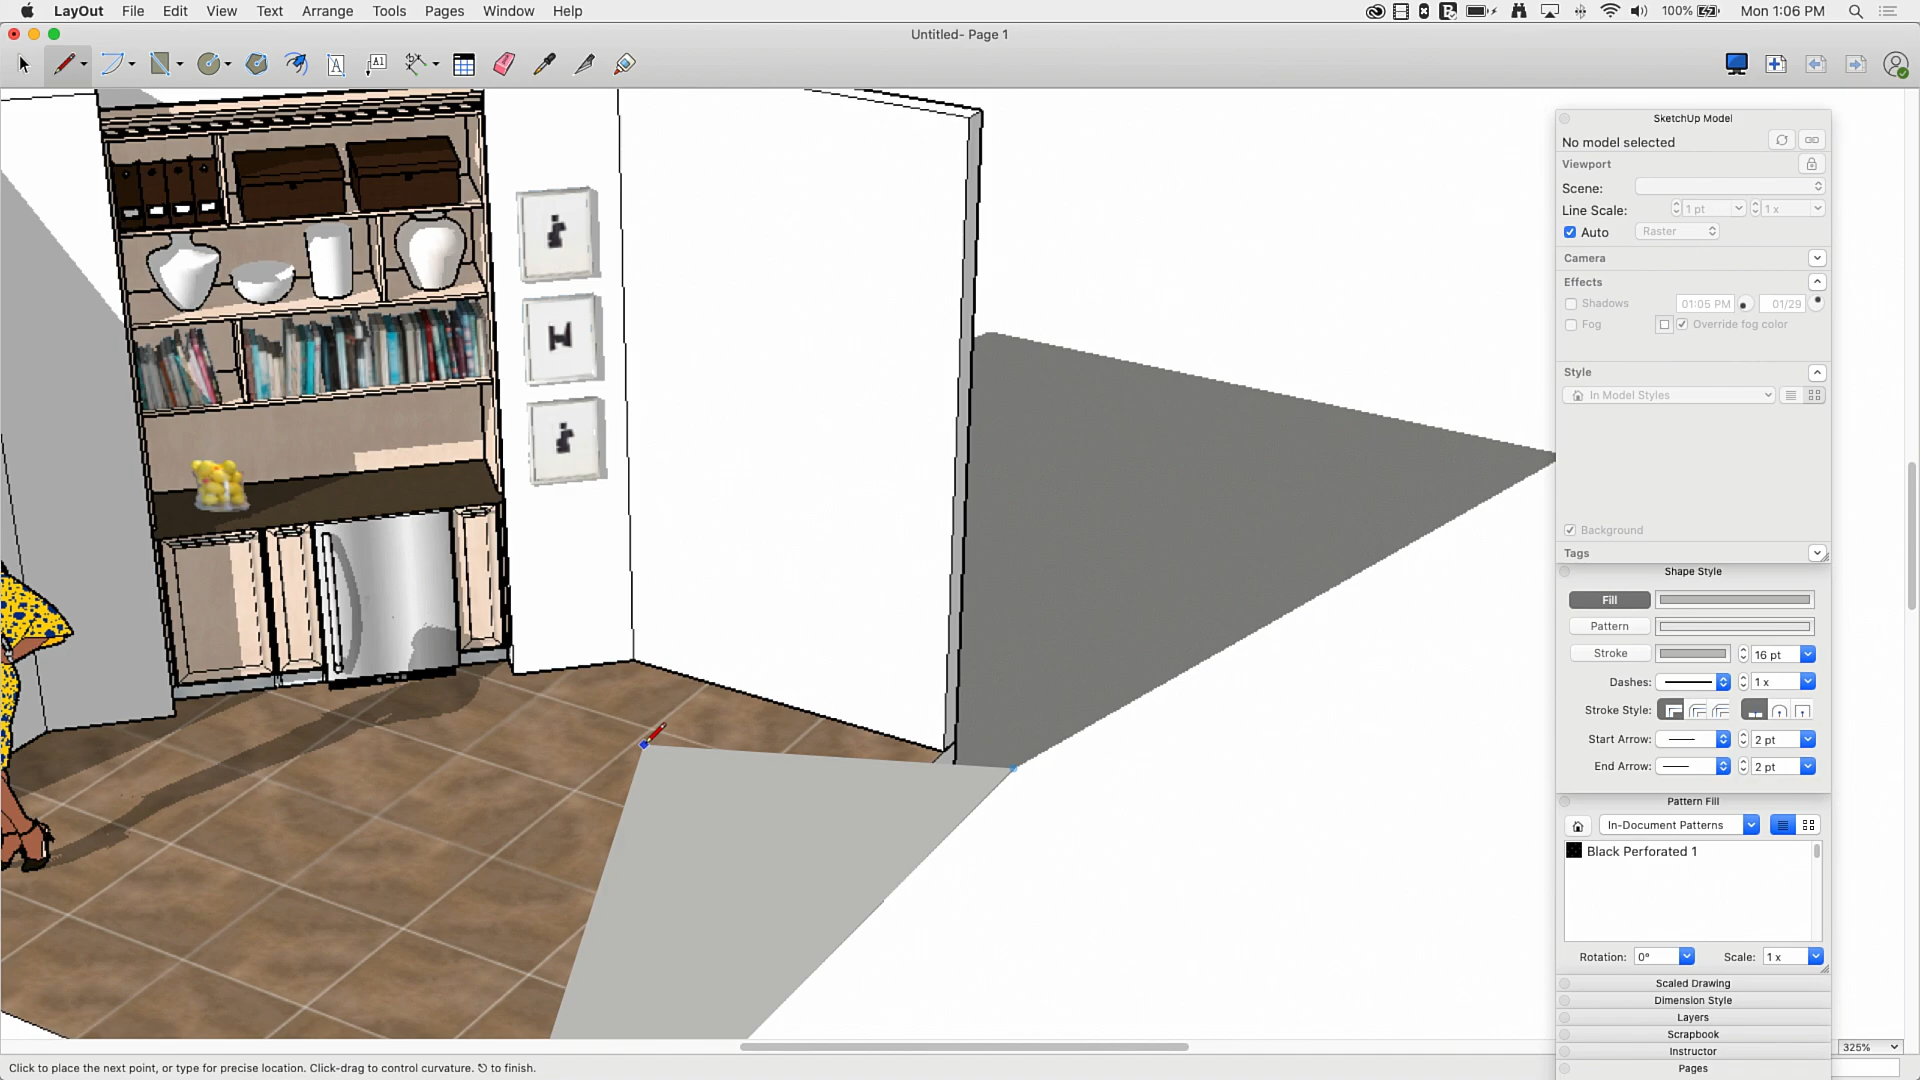 LayOut File Edit View Text Arrange Tools Pages Window Help 100% Mon 1:06 PM
Untitled- Page 1
A A1
SketchUp Model
No model selected
Viewport
Scene:
Line Scale: 1 pt 1 x
Auto Raster
Camera
Effects
Shadows 01:05 PM 01/29
Fog Override fog color
Style
In Model Styles
Background
Tags
Shape Style
Fill
Pattern
Stroke 16 pt
Dashes: 1 x
Stroke Style:
Start Arrow: 2 pt
End Arrow: 2 pt
Pattern Fill
In-Document Patterns
Black Perforated 1
Rotation: 0° Scale: 1 x
Scaled Drawing
Dimension Style
Layers
Scrapbook
Instructor
Pages
325%
Click to place the next point, or type for precise location. Click-drag to control curvature. ⎋ to finish.